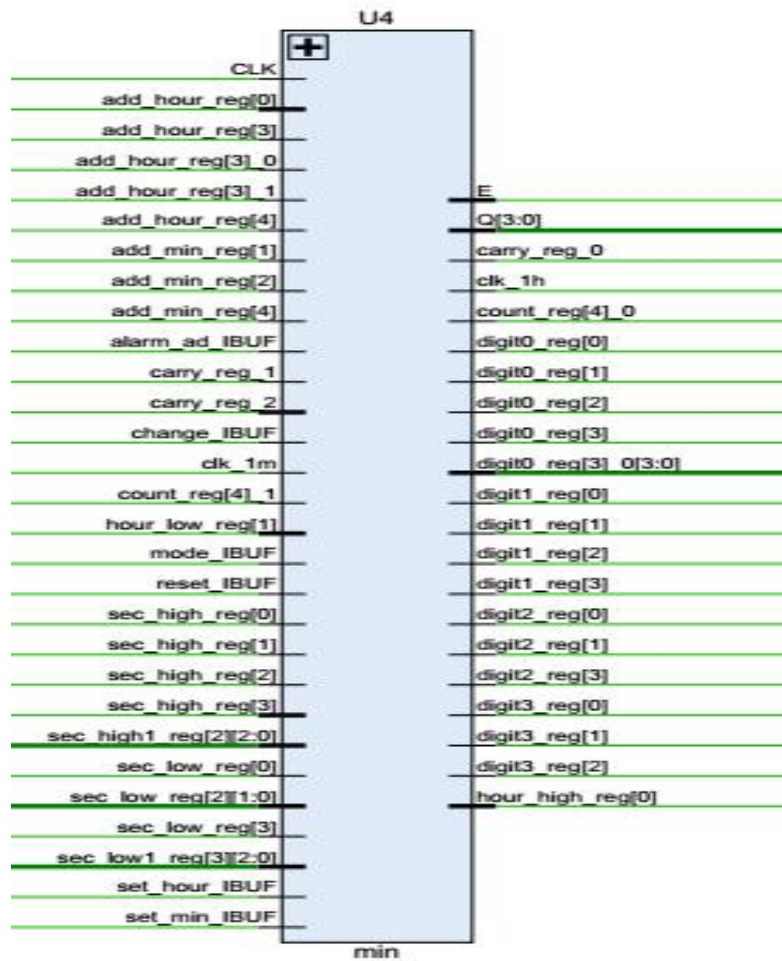 U4
CLK
add_hour_reg[0]
add_hour_reg[3]
add_hour_reg[3]_0
add_hour_reg[3]_1
add_hour_reg[4]
add_min_reg[1]
add_min_reg[2]
add_min_reg[4]
alarm_ad_IBUF
carry_reg_1
carry_reg_2
change_IBUF
clk_1m
count_reg[4]_1
hour_low_reg[1]
mode_IBUF
reset_IBUF
sec_high_reg[0]
sec_high_reg[1]
sec_high_reg[2]
sec_high_reg[3]
sec_high1_reg[2][2:0]
sec_low_reg[0]
sec_low_reg[2][1:0]
sec_low_reg[3]
sec_low1_reg[3][2:0]
set_hour_IBUF
set_min_IBUF
E
Q[3:0]
carry_reg_0
clk_1h
count_reg[4]_0
digit0_reg[0]
digit0_reg[1]
digit0_reg[2]
digit0_reg[3]
digit0_reg[3]_0[3:0]
digit1_reg[0]
digit1_reg[1]
digit1_reg[2]
digit1_reg[3]
digit2_reg[0]
digit2_reg[1]
digit2_reg[3]
digit3_reg[0]
digit3_reg[1]
digit3_reg[2]
hour_high_reg[0]
min